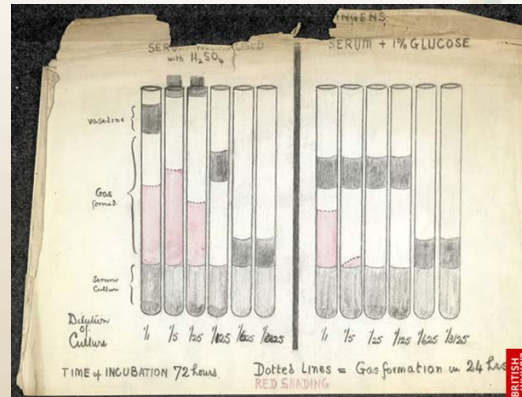 INGENS
SERUM
with H₂SO₄
SERUM + 1% GLUCOSE
vaseline
Gas
formed
Serum
Culture
Dilution
of
Culture
1/1 1/5 1/25 1/625 1/3125
1/1 1/5 1/25 1/125 1/625 1/3125
TIME of INCUBATION 72 hours.
Dotted Lines = Gas formation in 24 hrs
RED SHADING
BRITISH